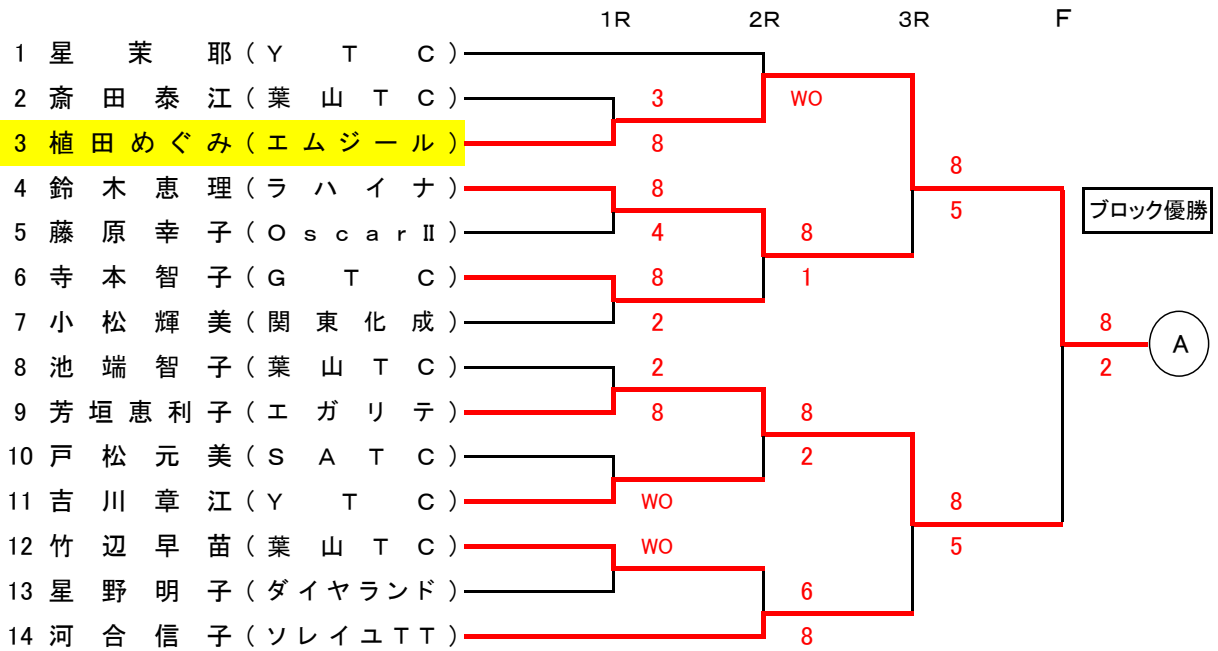 1R 2R 3R F
1 星 茉 耶 ( Y T C )
2 斎 田 泰 江 ( 葉 山 T C ) 3 WO
3 植 田 め ぐ み ( エ ム ジ ー ル ) 8
8
4 鈴 木 恵 理 ( ラ ハ イ ナ ) 8
5 ブロック優勝
5 藤 原 幸 子 ( O s c a r Ⅱ ) 4 8
6 寺 本 智 子 ( G T C ) 8 1
7 小 松 輝 美 ( 関 東 化 成 ) 2 8
A
8 池 端 智 子 ( 葉 山 T C ) 2 2
9 芳 垣 恵 利 子 ( エ ガ リ テ ) 8 8
10 戸 松 元 美 ( S A T C ) 2
11 吉 川 章 江 ( Y T C ) WO 8
12 竹 辺 早 苗 ( 葉 山 T C ) WO 5
13 星 野 明 子 ( ダ イ ヤ ラ ン ド ) 6
14 河 合 信 子 ( ソ レ イ ユ T T ) 8